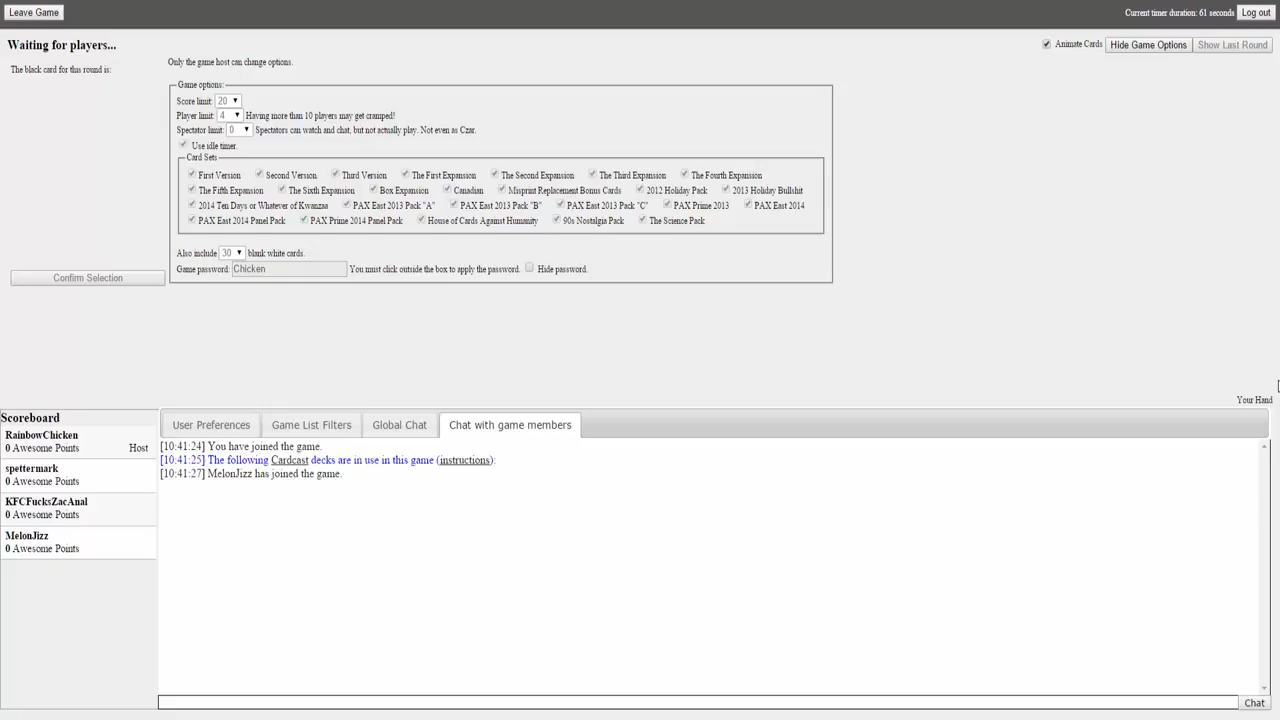 Leave Game
Current timer duration: 61 seconds Log out
Waiting for players...
Animate Cards Hide Game Options Show Last Round
The black card for this round is:
Only the game host can change options.
Game options:
Score limit: 20
Player limit: 4 Having more than 10 players may get cramped!
Spectator limit: 0 Spectators can watch and chat, but not actually play. Not even as Czar.
Use idle timer.
Card Sets
First Version Second Version Third Version The First Expansion The Second Expansion The Third Expansion The Fourth Expansion
The Fifth Expansion The Sixth Expansion Box Expansion Canadian Misprint Replacement Bonus Cards 2012 Holiday Pack 2013 Holiday Bullshit
2014 Ten Days or Whatever of Kwanzaa PAX East 2013 Pack "A" PAX East 2013 Pack "B" PAX East 2013 Pack "C" PAX Prime 2013 PAX East 2014
PAX East 2014 Panel Pack PAX Prime 2014 Panel Pack House of Cards Against Humanity 90s Nostalgia Pack The Science Pack
Also include 30 blank white cards.
Game password: Chicken You must click outside the box to apply the password. Hide password.
Confirm Selection
Your Hand
Scoreboard
RainbowChicken
0 Awesome Points Host
spettermark
0 Awesome Points
KFCFucksZacAnal
0 Awesome Points
MelonJizz
0 Awesome Points
User Preferences Game List Filters Global Chat Chat with game members
[10:41:24] You have joined the game.
[10:41:25] The following Cardcast decks are in use in this game (instructions):
[10:41:27] MelonJizz has joined the game.
Chat